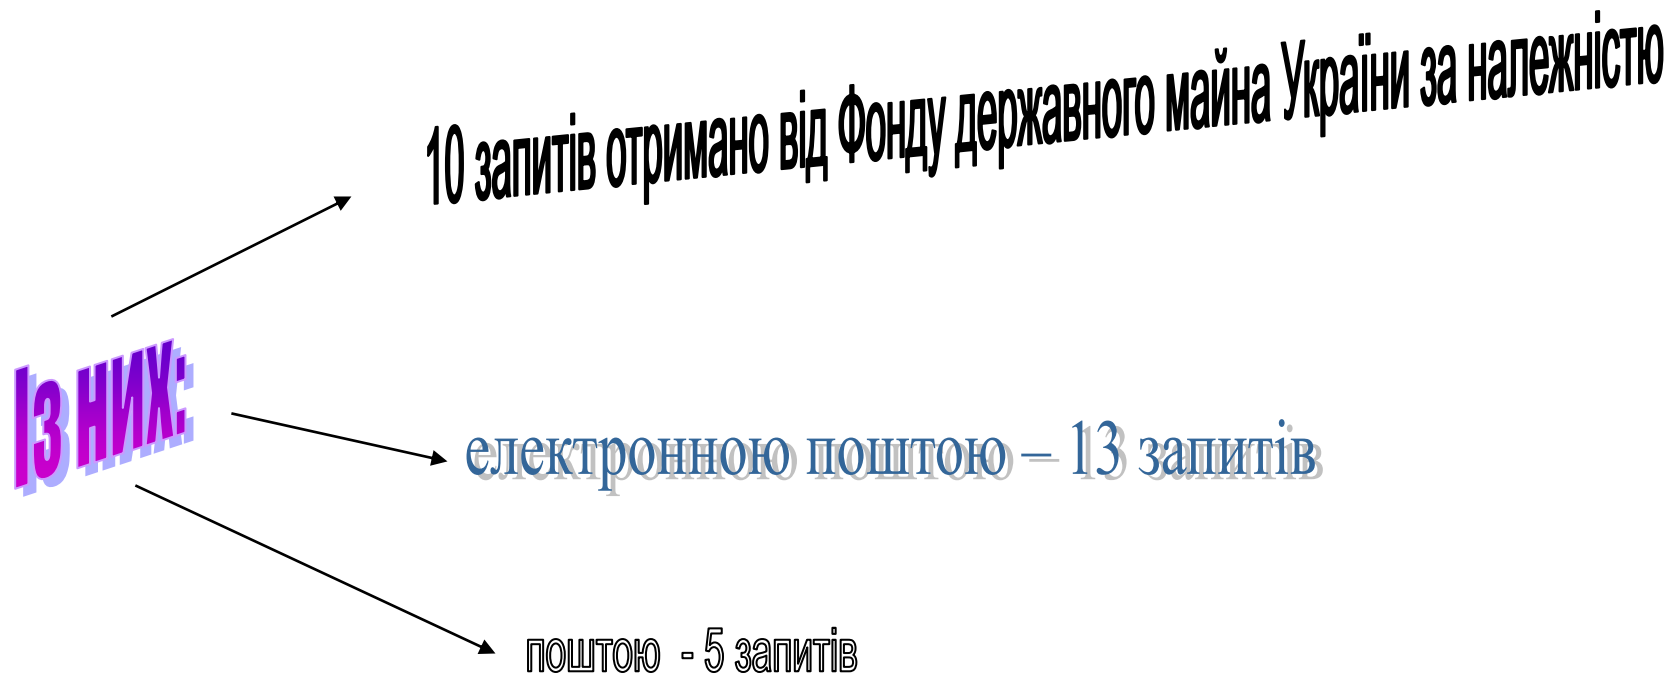 10 запитів отримано від Фонду державного майна України за належністю
Із них:
електронною поштою – 13 запитів
поштою - 5 запитів